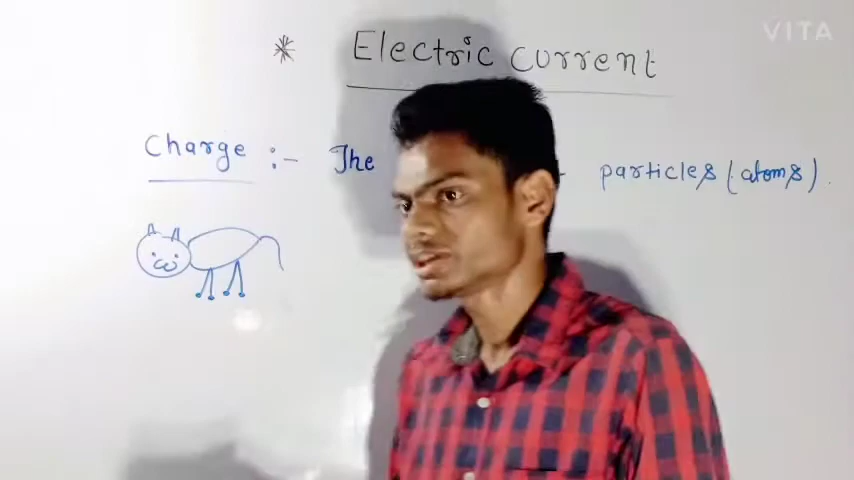 VITA
* Electric Current
Charge :- The particles (atoms).